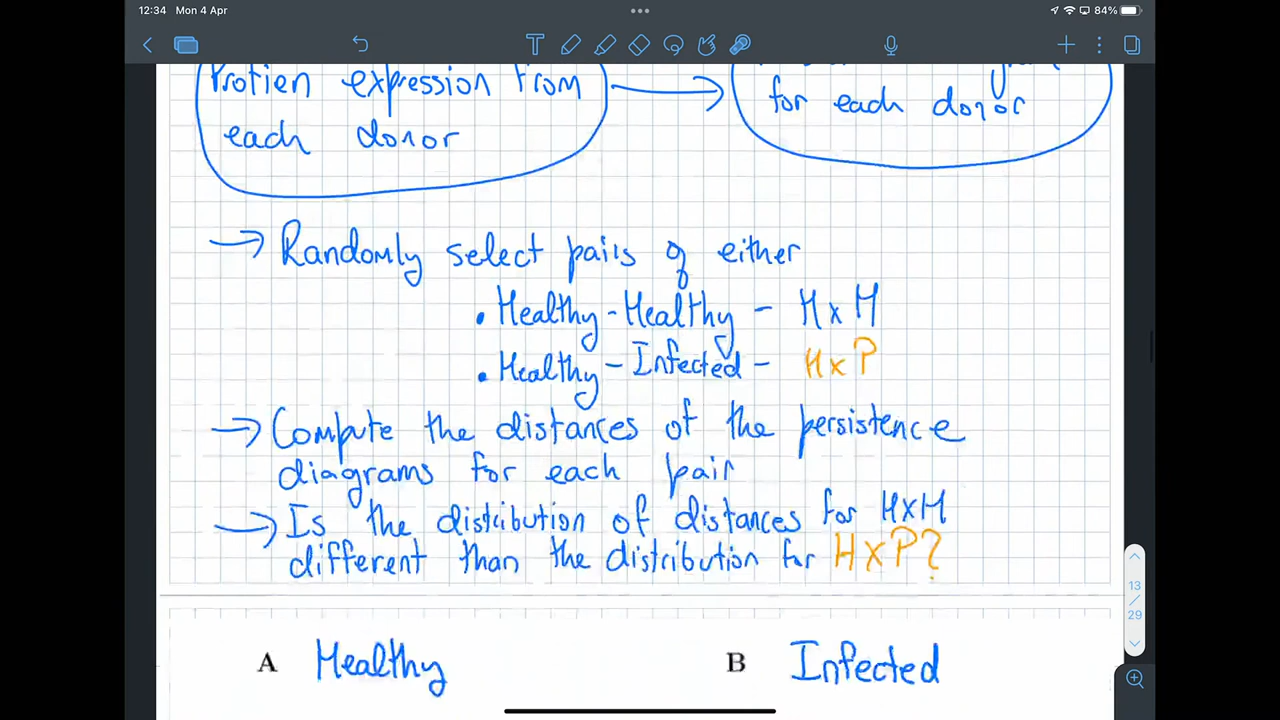 12:34 Mon 4 Apr
84%
Protien expression from
each donor
for each donor
→ Randomly select pairs of either
• Healthy-Healthy - H x H
• Healthy-Infected - H x P
→ Compute the distances of the persistence
diagrams for each pair
→ Is the distribution of distances for H x H
different than the distribution for H x P?
13
/
29
A Healthy
B Infected